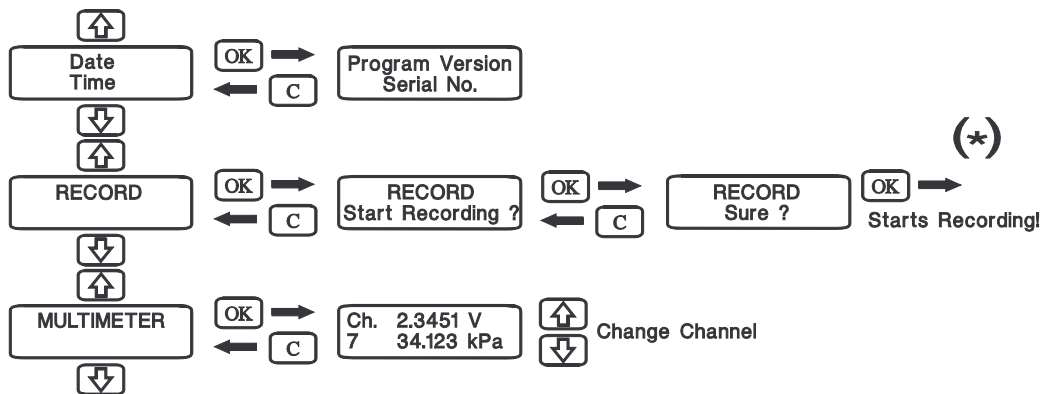 Date
Time
OK
C
Program Version
Serial No.
(*)
RECORD
OK
C
RECORD
Start Recording ?
OK
C
RECORD
Sure ?
OK
Starts Recording!
MULTIMETER
OK
C
Ch. 2.3451 V
7 34.123 kPa
Change Channel